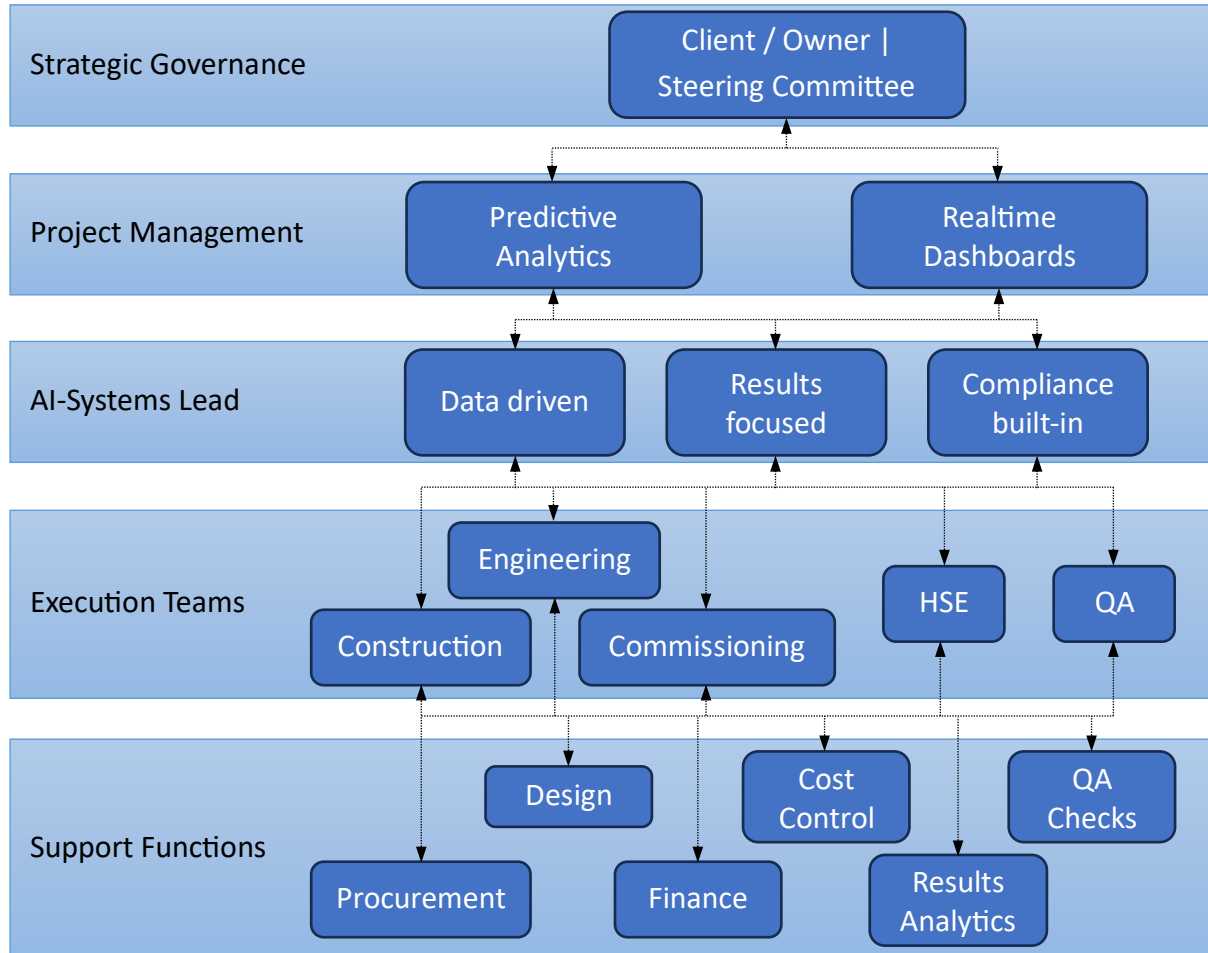 Strategic Governance
Client / Owner |
Steering Committee
Project Management
Predictive
Analytics
Realtime
Dashboards
AI-Systems Lead
Data driven
Results
focused
Compliance
built-in
Execution Teams
Engineering
Construction
Commissioning
HSE
QA
Support Functions
Design
Cost
Control
QA
Checks
Procurement
Finance
Results
Analytics